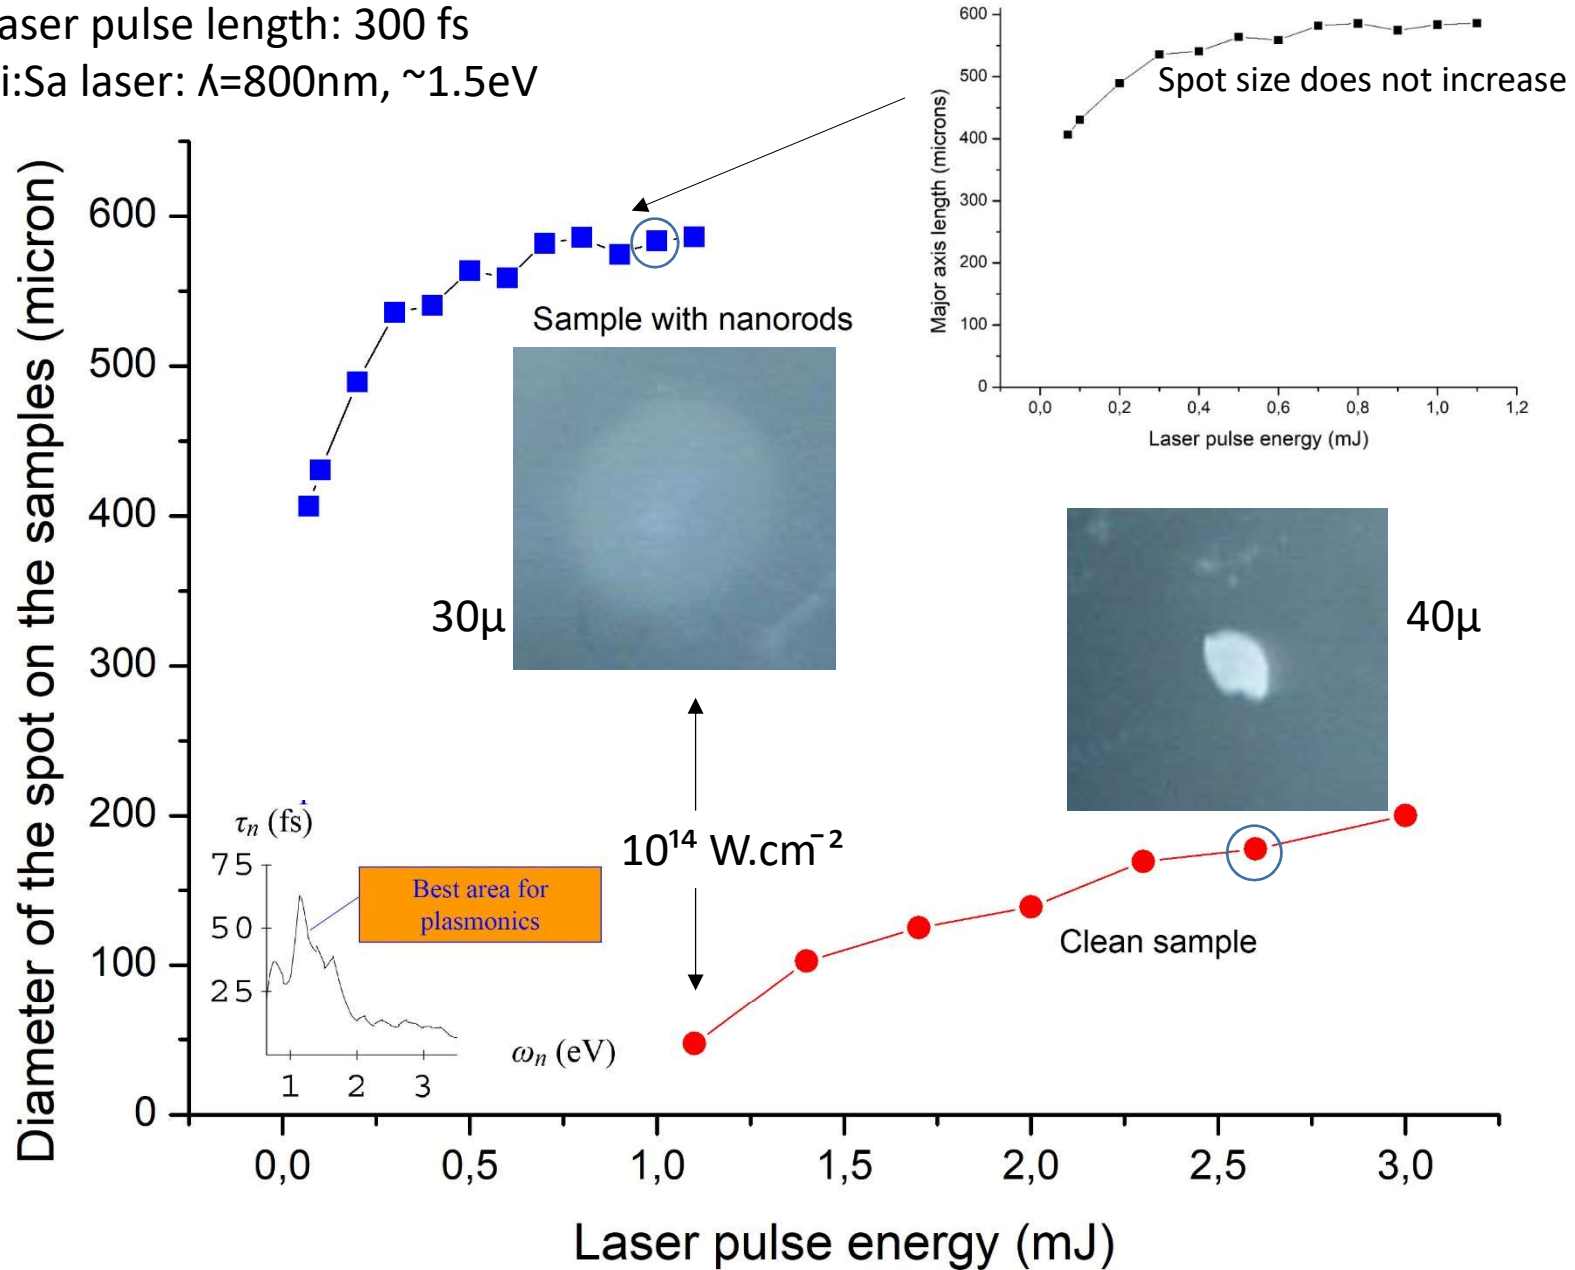 aser pulse length: 300 fs
i:Sa laser: ʎ=800nm, ~1.5eV
Diameter of the spot on the samples (micron)
600
500
400
300
200
100
0
0,0
0,5
1,0
1,5
2,0
2,5
3,0
Laser pulse energy (mJ)
Sample with nanorods
30µ
10¹⁴ W.cm⁻²
Clean sample
40µ
τn (fs)
75
50
25
Best area for
plasmonics
1
2
3
ωn (eV)
Major axis length (microns)
600
500
400
300
200
100
0
Spot size does not increase
0,0
0,2
0,4
0,6
0,8
1,0
1,2
Laser pulse energy (mJ)